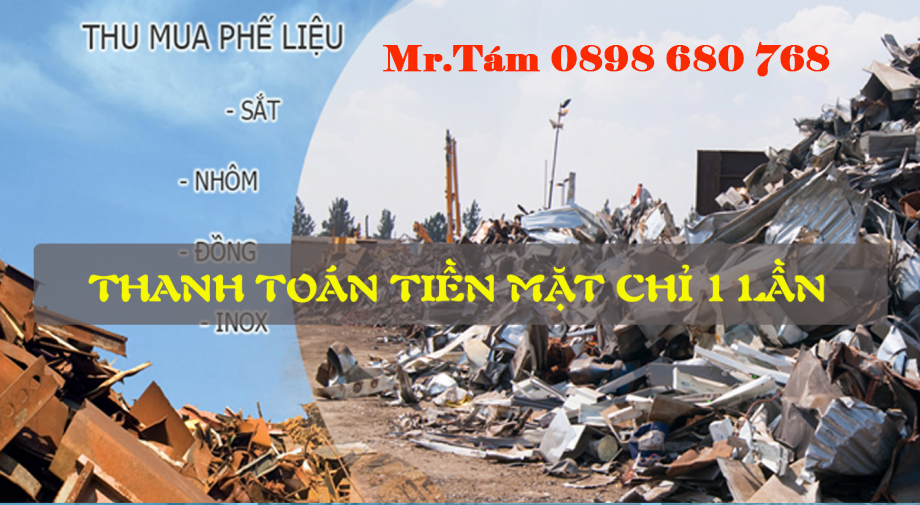 THU MUA PHẾ LIỆU
Mr.Tám 0898 680 768
- SẮT
- NHÔM
- ĐỒNG
THANH TOÁN TIỀN MẶT CHỈ 1 LẦN
- INOX